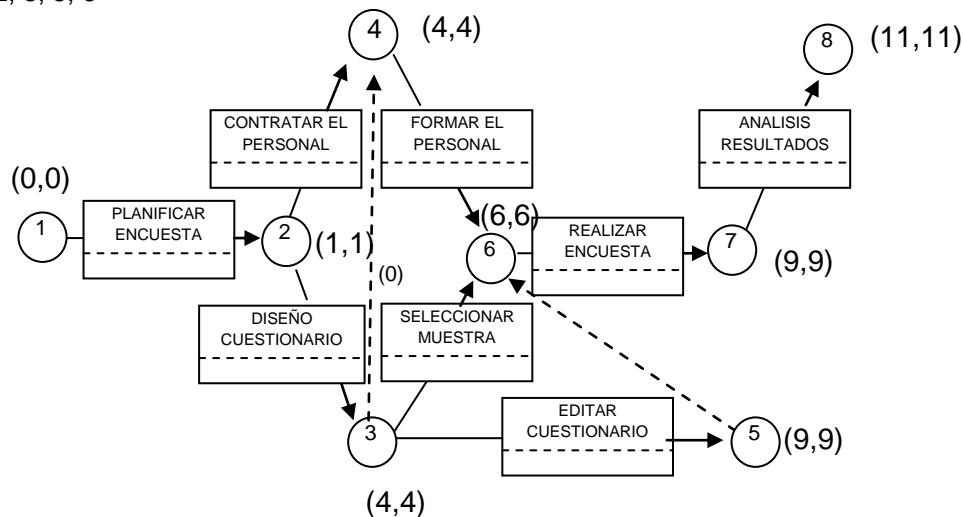 4
(4,4)
8
(11,11)
CONTRATAR EL
PERSONAL
FORMAR EL
PERSONAL
ANALISIS
RESULTADOS
(0,0)
1
PLANIFICAR
ENCUESTA
2
(1,1)
(0)
(6,6)
6
REALIZAR
ENCUESTA
7
(9,9)
DISEÑO
CUESTIONARIO
SELECCIONAR
MUESTRA
3
(4,4)
EDITAR
CUESTIONARIO
5
(9,9)